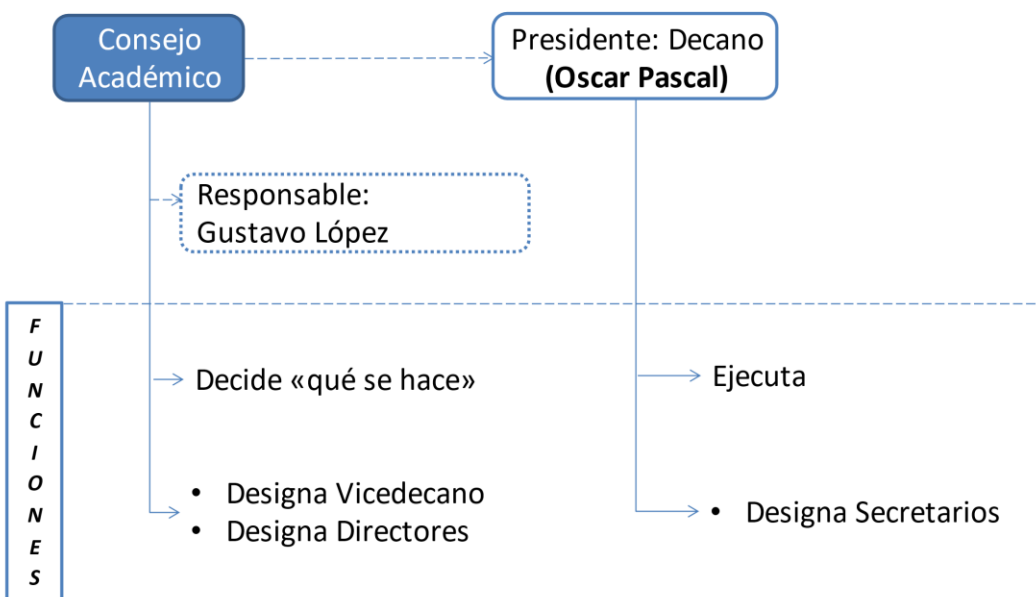 Consejo
Académico
Presidente: Decano
(Oscar Pascal)
Responsable:
Gustavo López
F
U
N
C
I
O
N
E
S
Decide «qué se hace»
Ejecuta
• Designa Vicedecano
• Designa Directores
• Designa Secretarios